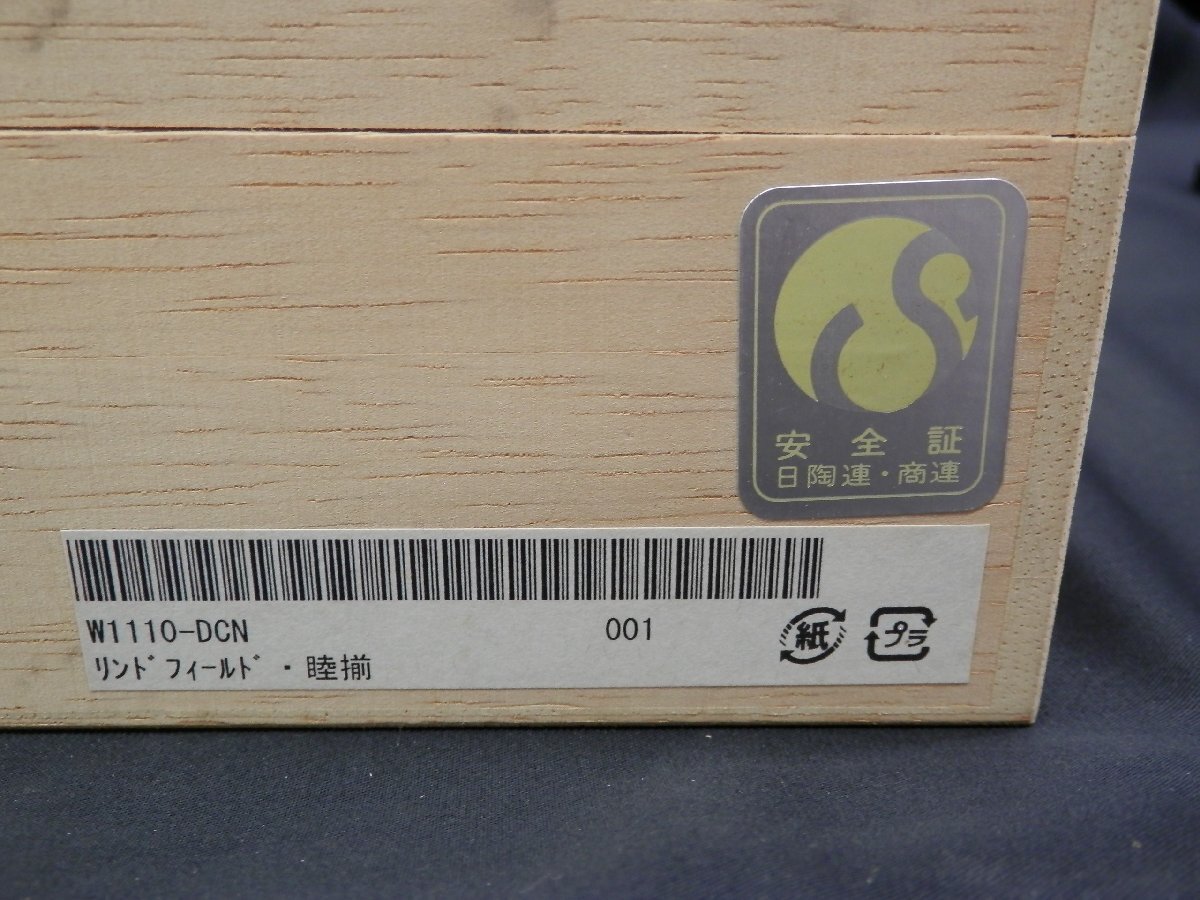 安全証
日陶連・商連
W1110-DCN 001
紙 プラ
リンドフィールド・睦揃